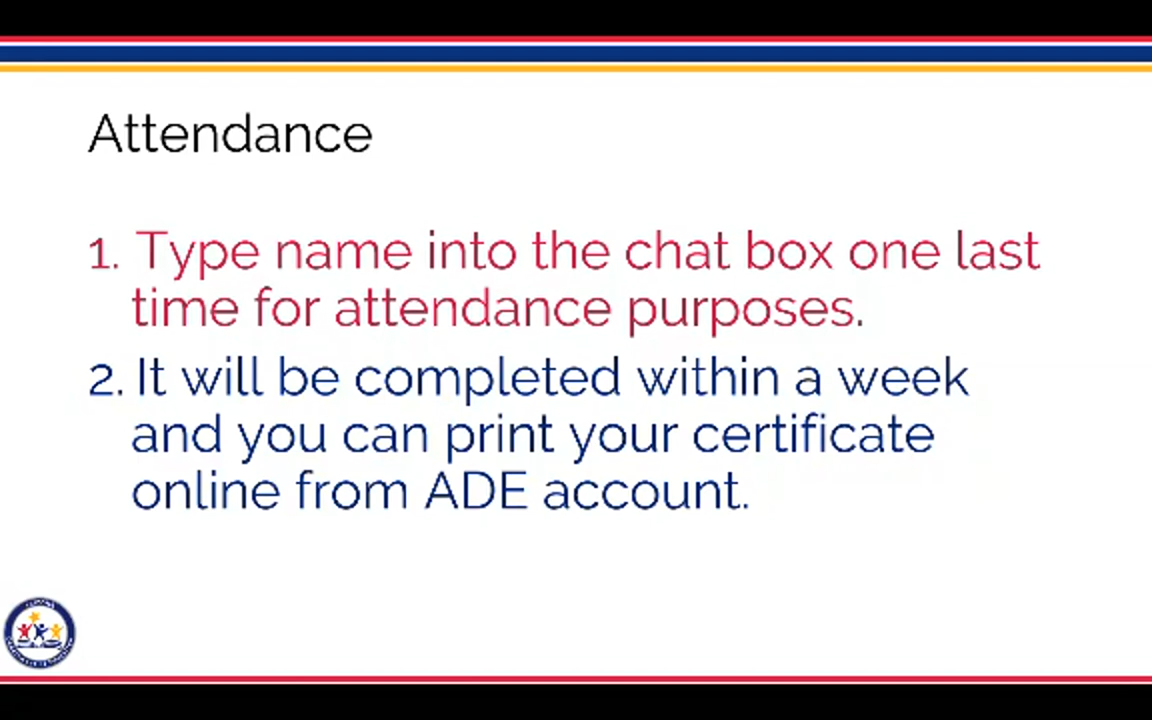 Attendance
1. Type name into the chat box one last
time for attendance purposes.
2. It will be completed within a week
and you can print your certificate
online from ADE account.